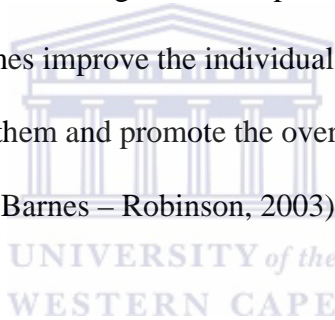 nes improve the individual
them and promote the over
Barnes – Robinson, 2003)
UNIVERSITY of the
WESTERN CAPE